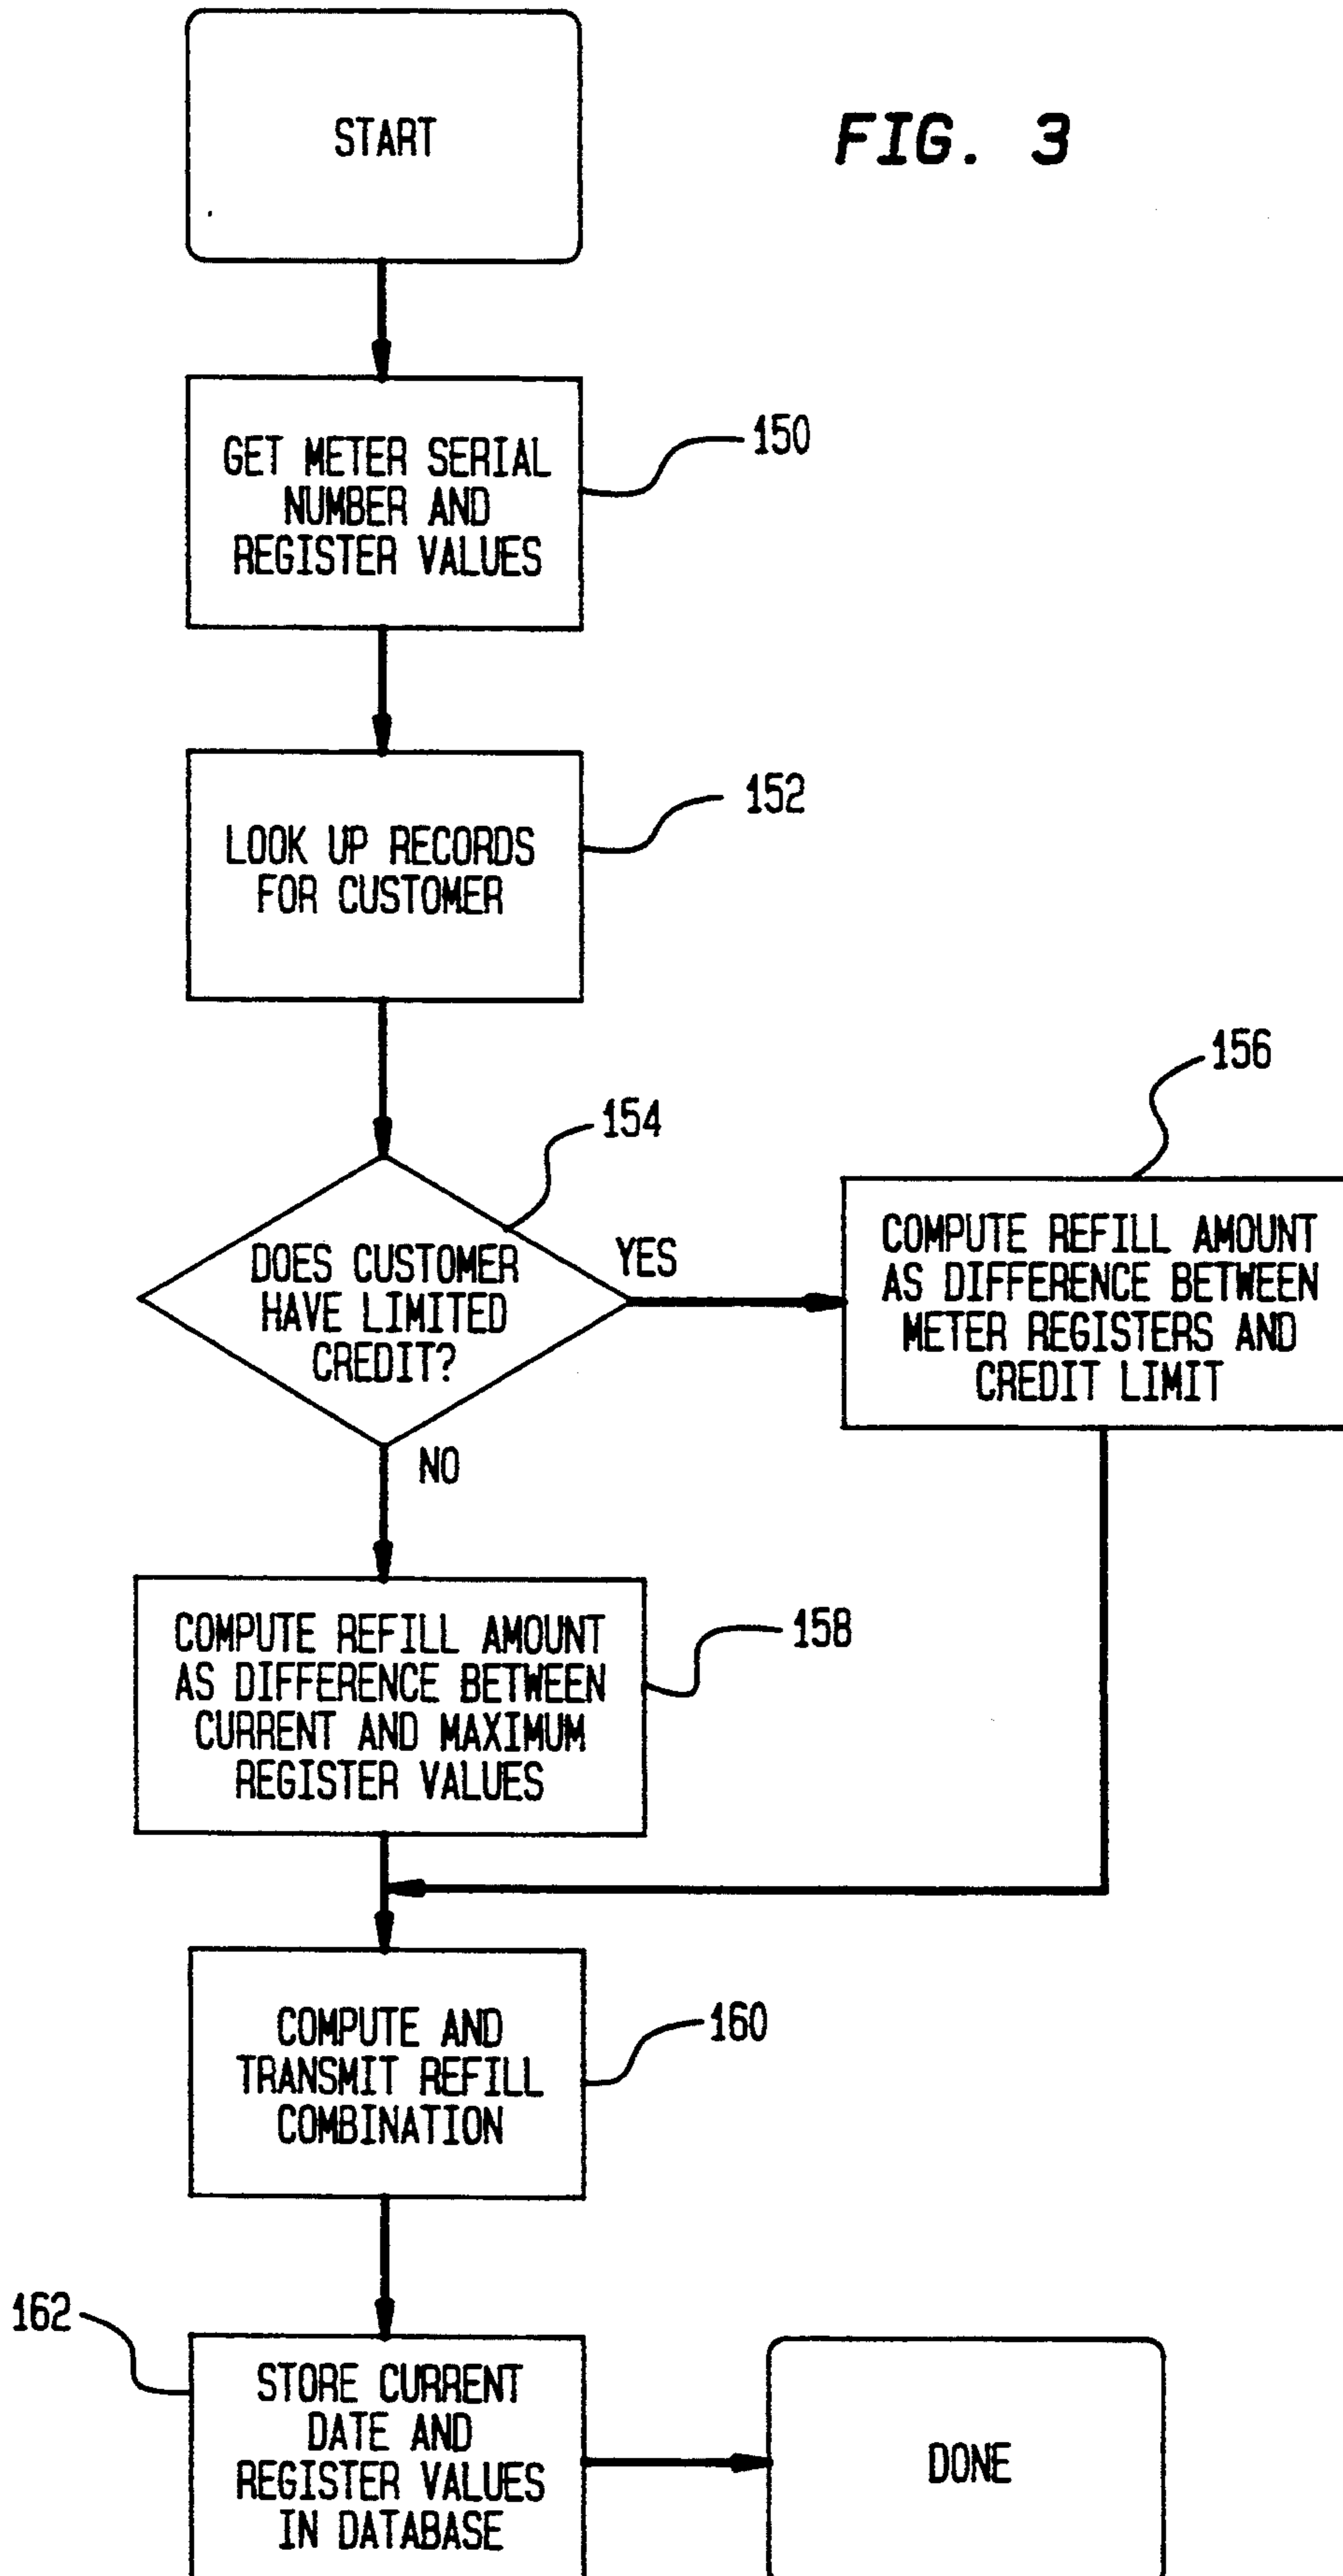 START
FIG. 3
GET METER SERIAL
NUMBER AND
REGISTER VALUES
150
LOOK UP RECORDS
FOR CUSTOMER
152
DOES CUSTOMER
HAVE LIMITED
CREDIT?
154
YES
NO
COMPUTE REFILL AMOUNT
AS DIFFERENCE BETWEEN
METER REGISTERS AND
CREDIT LIMIT
156
COMPUTE REFILL AMOUNT
AS DIFFERENCE BETWEEN
CURRENT AND MAXIMUM
REGISTER VALUES
158
COMPUTE AND
TRANSMIT REFILL
COMBINATION
160
162
STORE CURRENT
DATE AND
REGISTER VALUES
IN DATABASE
DONE